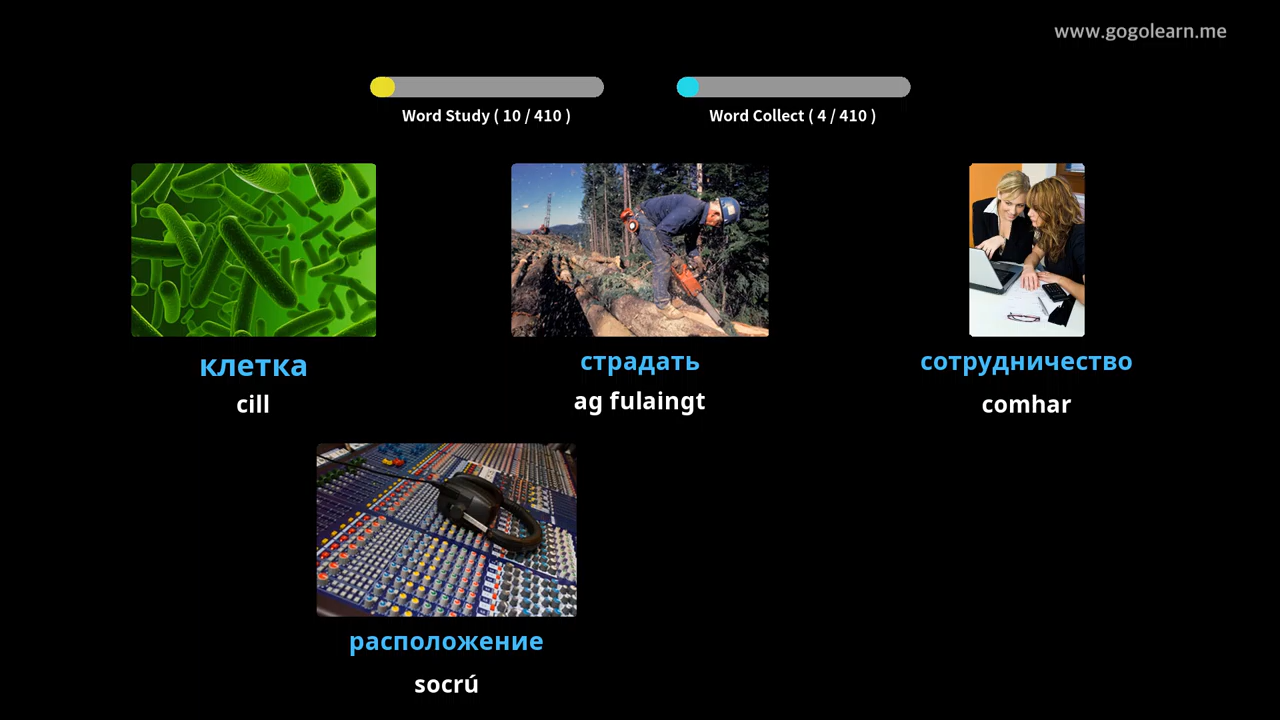 www.gogolearn.me
Word Study ( 10 / 410 )
Word Collect ( 4 / 410 )
клетка
cill
страдать
ag fulaingt
сотрудничество
comhar
расположение
socrú